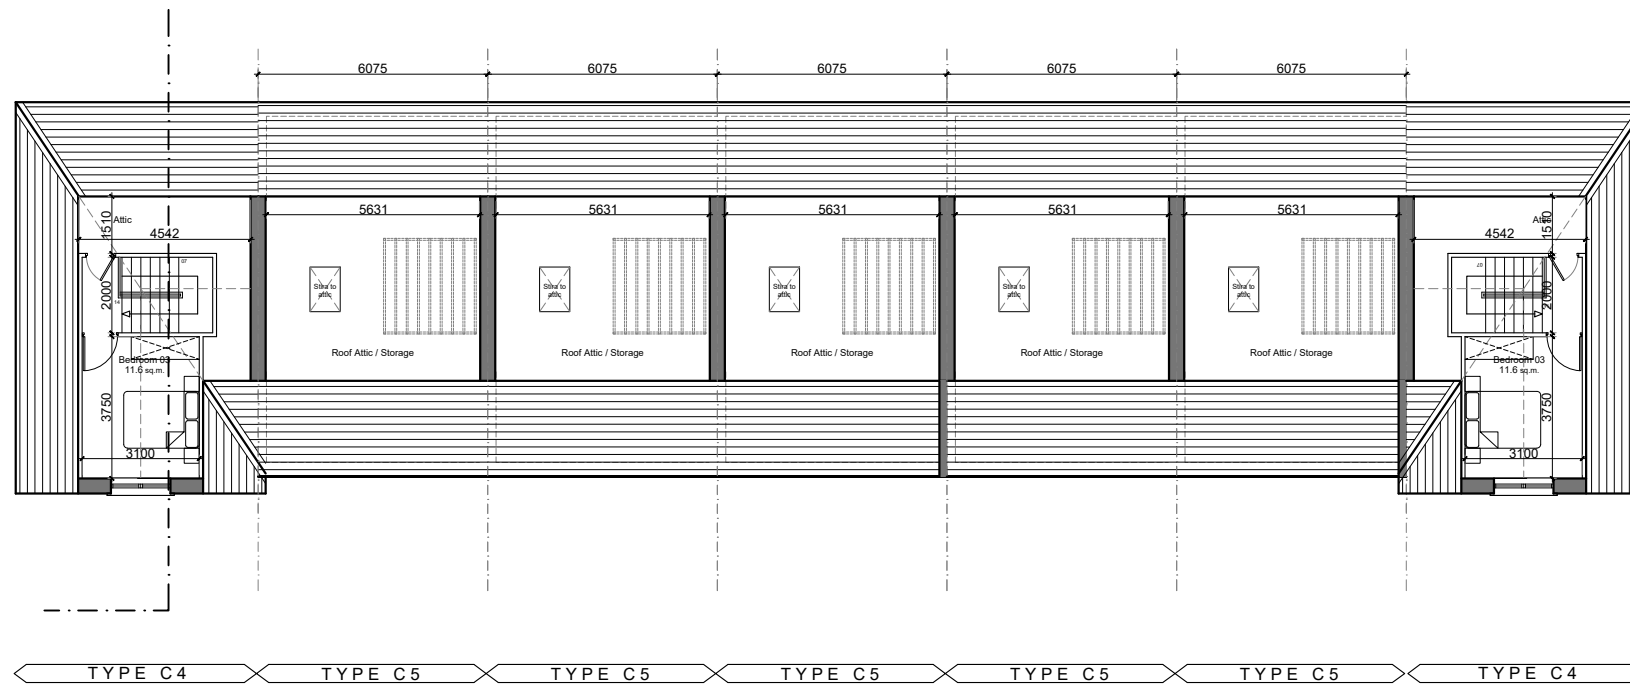 6075 6075 6075 6075 6075
5631 5631 5631 5631 5631
Attic
1510
4542
07
14
2000
Bedroom 03
11.6 sq.m.
3750
3100
Stira to
attic
Roof Attic / Storage
Stira to
attic
Roof Attic / Storage
Stira to
attic
Roof Attic / Storage
Stira to
attic
Roof Attic / Storage
Stira to
attic
Roof Attic / Storage
Attic
1510
4542
07
2000
Bedroom 03
11.6 sq.m.
3750
3100
TYPE C4 TYPE C5 TYPE C5 TYPE C5 TYPE C5 TYPE C5 TYPE C4